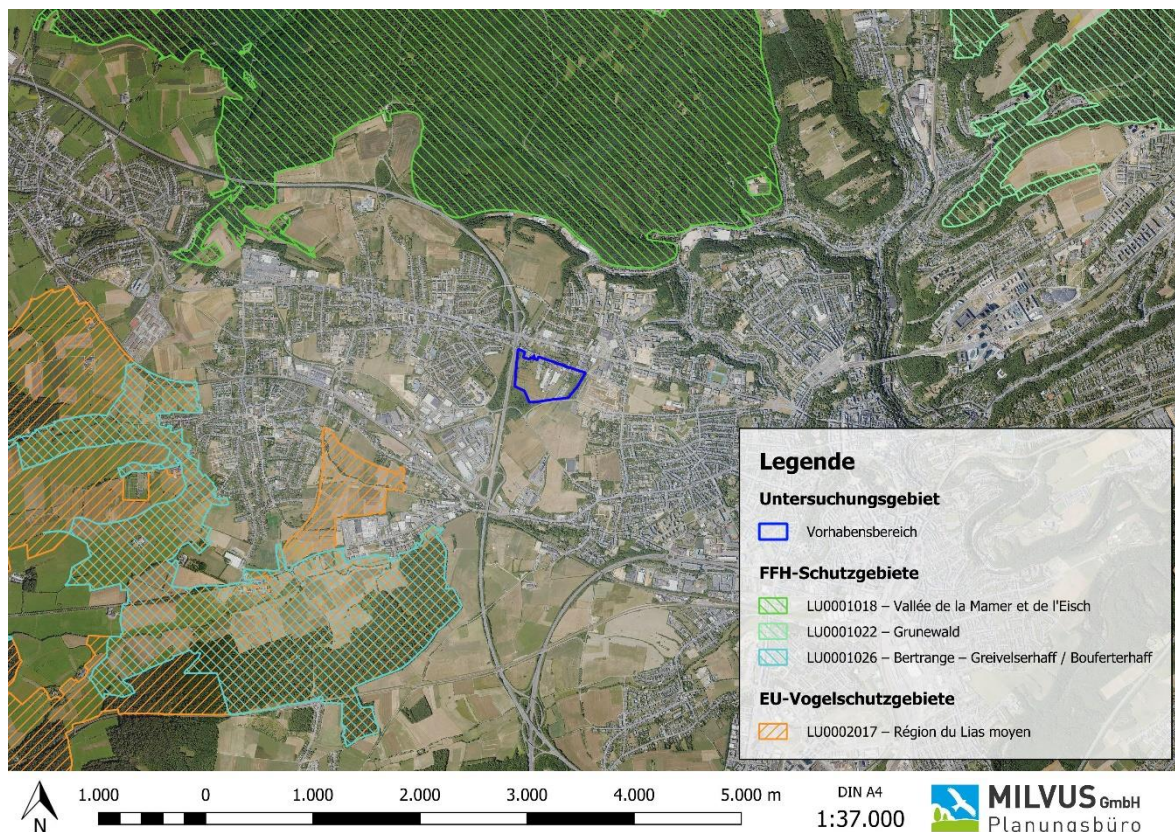 Legende
Untersuchungsgebiet
Vorhabensbereich
FFH-Schutzgebiete
LU0001018 – Vallée de la Mamer et de l'Eisch
LU0001022 – Grunewald
LU0001026 – Bertrange – Greivelserhaff / Bouferterhaff
EU-Vogelschutzgebiete
LU0002017 – Région du Lias moyen
N
1.000 0 1.000 2.000 3.000 4.000 5.000 m
DIN A4
1:37.000
MILVUS GmbH
Planungsbüro